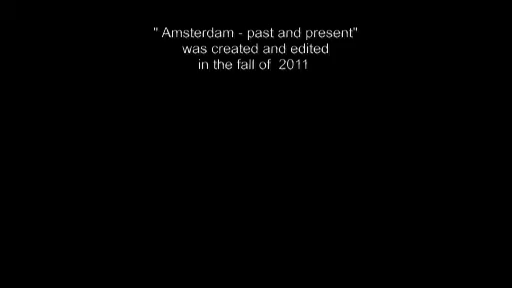 " Amsterdam - past and present"
was created and edited
in the fall of  2011